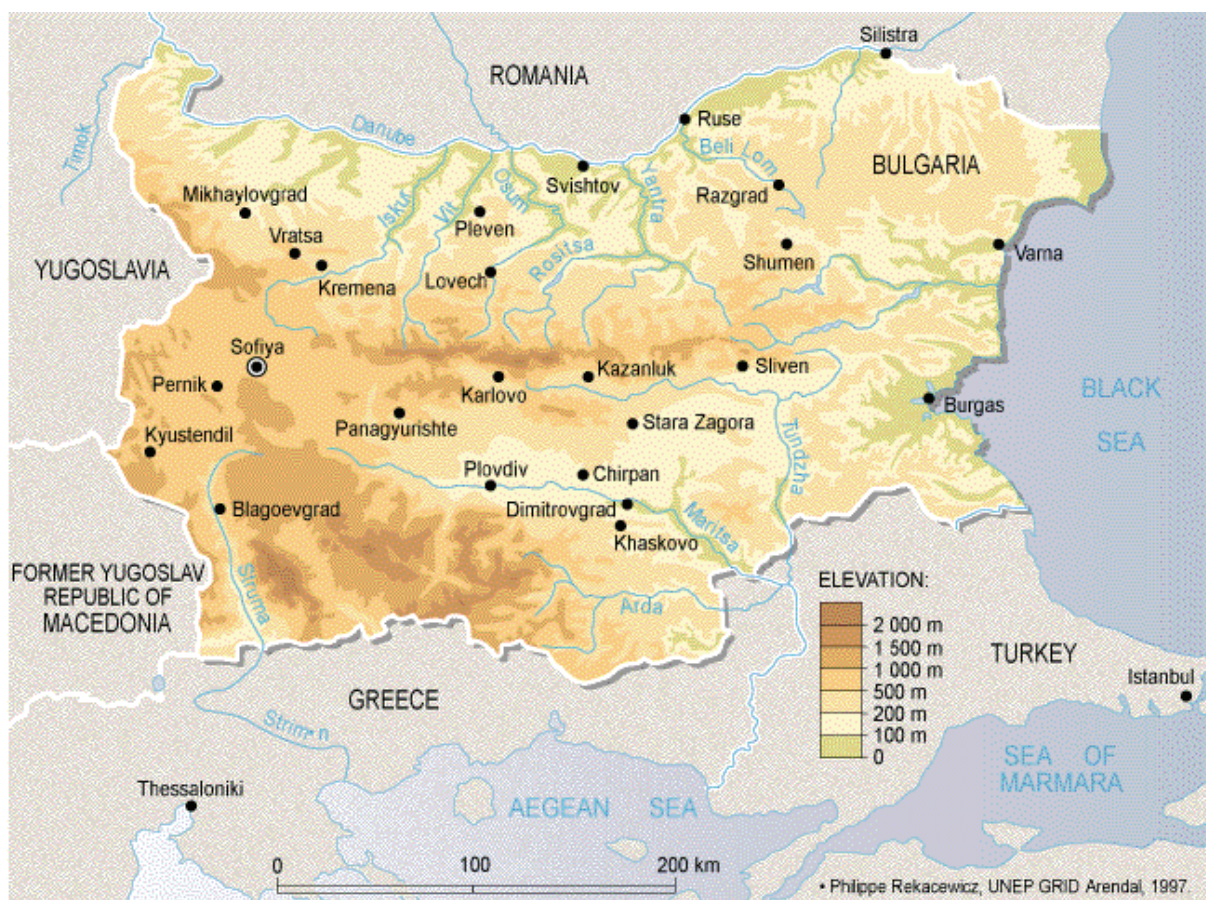 Silistra
ROMANIA
Ruse
Timok
Danube
Beli Lom
BULGARIA
Svishtov
Yantra
Razgrad
Mikhaylovgrad
Iskur
Vit
Osum
Pleven
Vratsa
Rositsa
Shumen
Varna
YUGOSLAVIA
Kremena
Lovech
Sofiya
Pernik
Karlovo
Kazanluk
Sliven
BLACK
SEA
Burgas
Panagyurishte
Stara Zagora
Kyustendil
Tundzha
Plovdiv
Chirpan
Blagoevgrad
Dimitrovgrad
Maritsa
Khaskovo
FORMER YUGOSLAV
REPUBLIC OF
MACEDONIA
Struma
Arda
ELEVATION:
2 000 m
1 500 m
1 000 m
500 m
200 m
100 m
0
TURKEY
Istanbul
GREECE
Strim•n
SEA OF
MARMARA
Thessaloniki
AEGEAN SEA
0 100 200 km
• Philippe Rekacewicz, UNEP GRID Arendal, 1997.